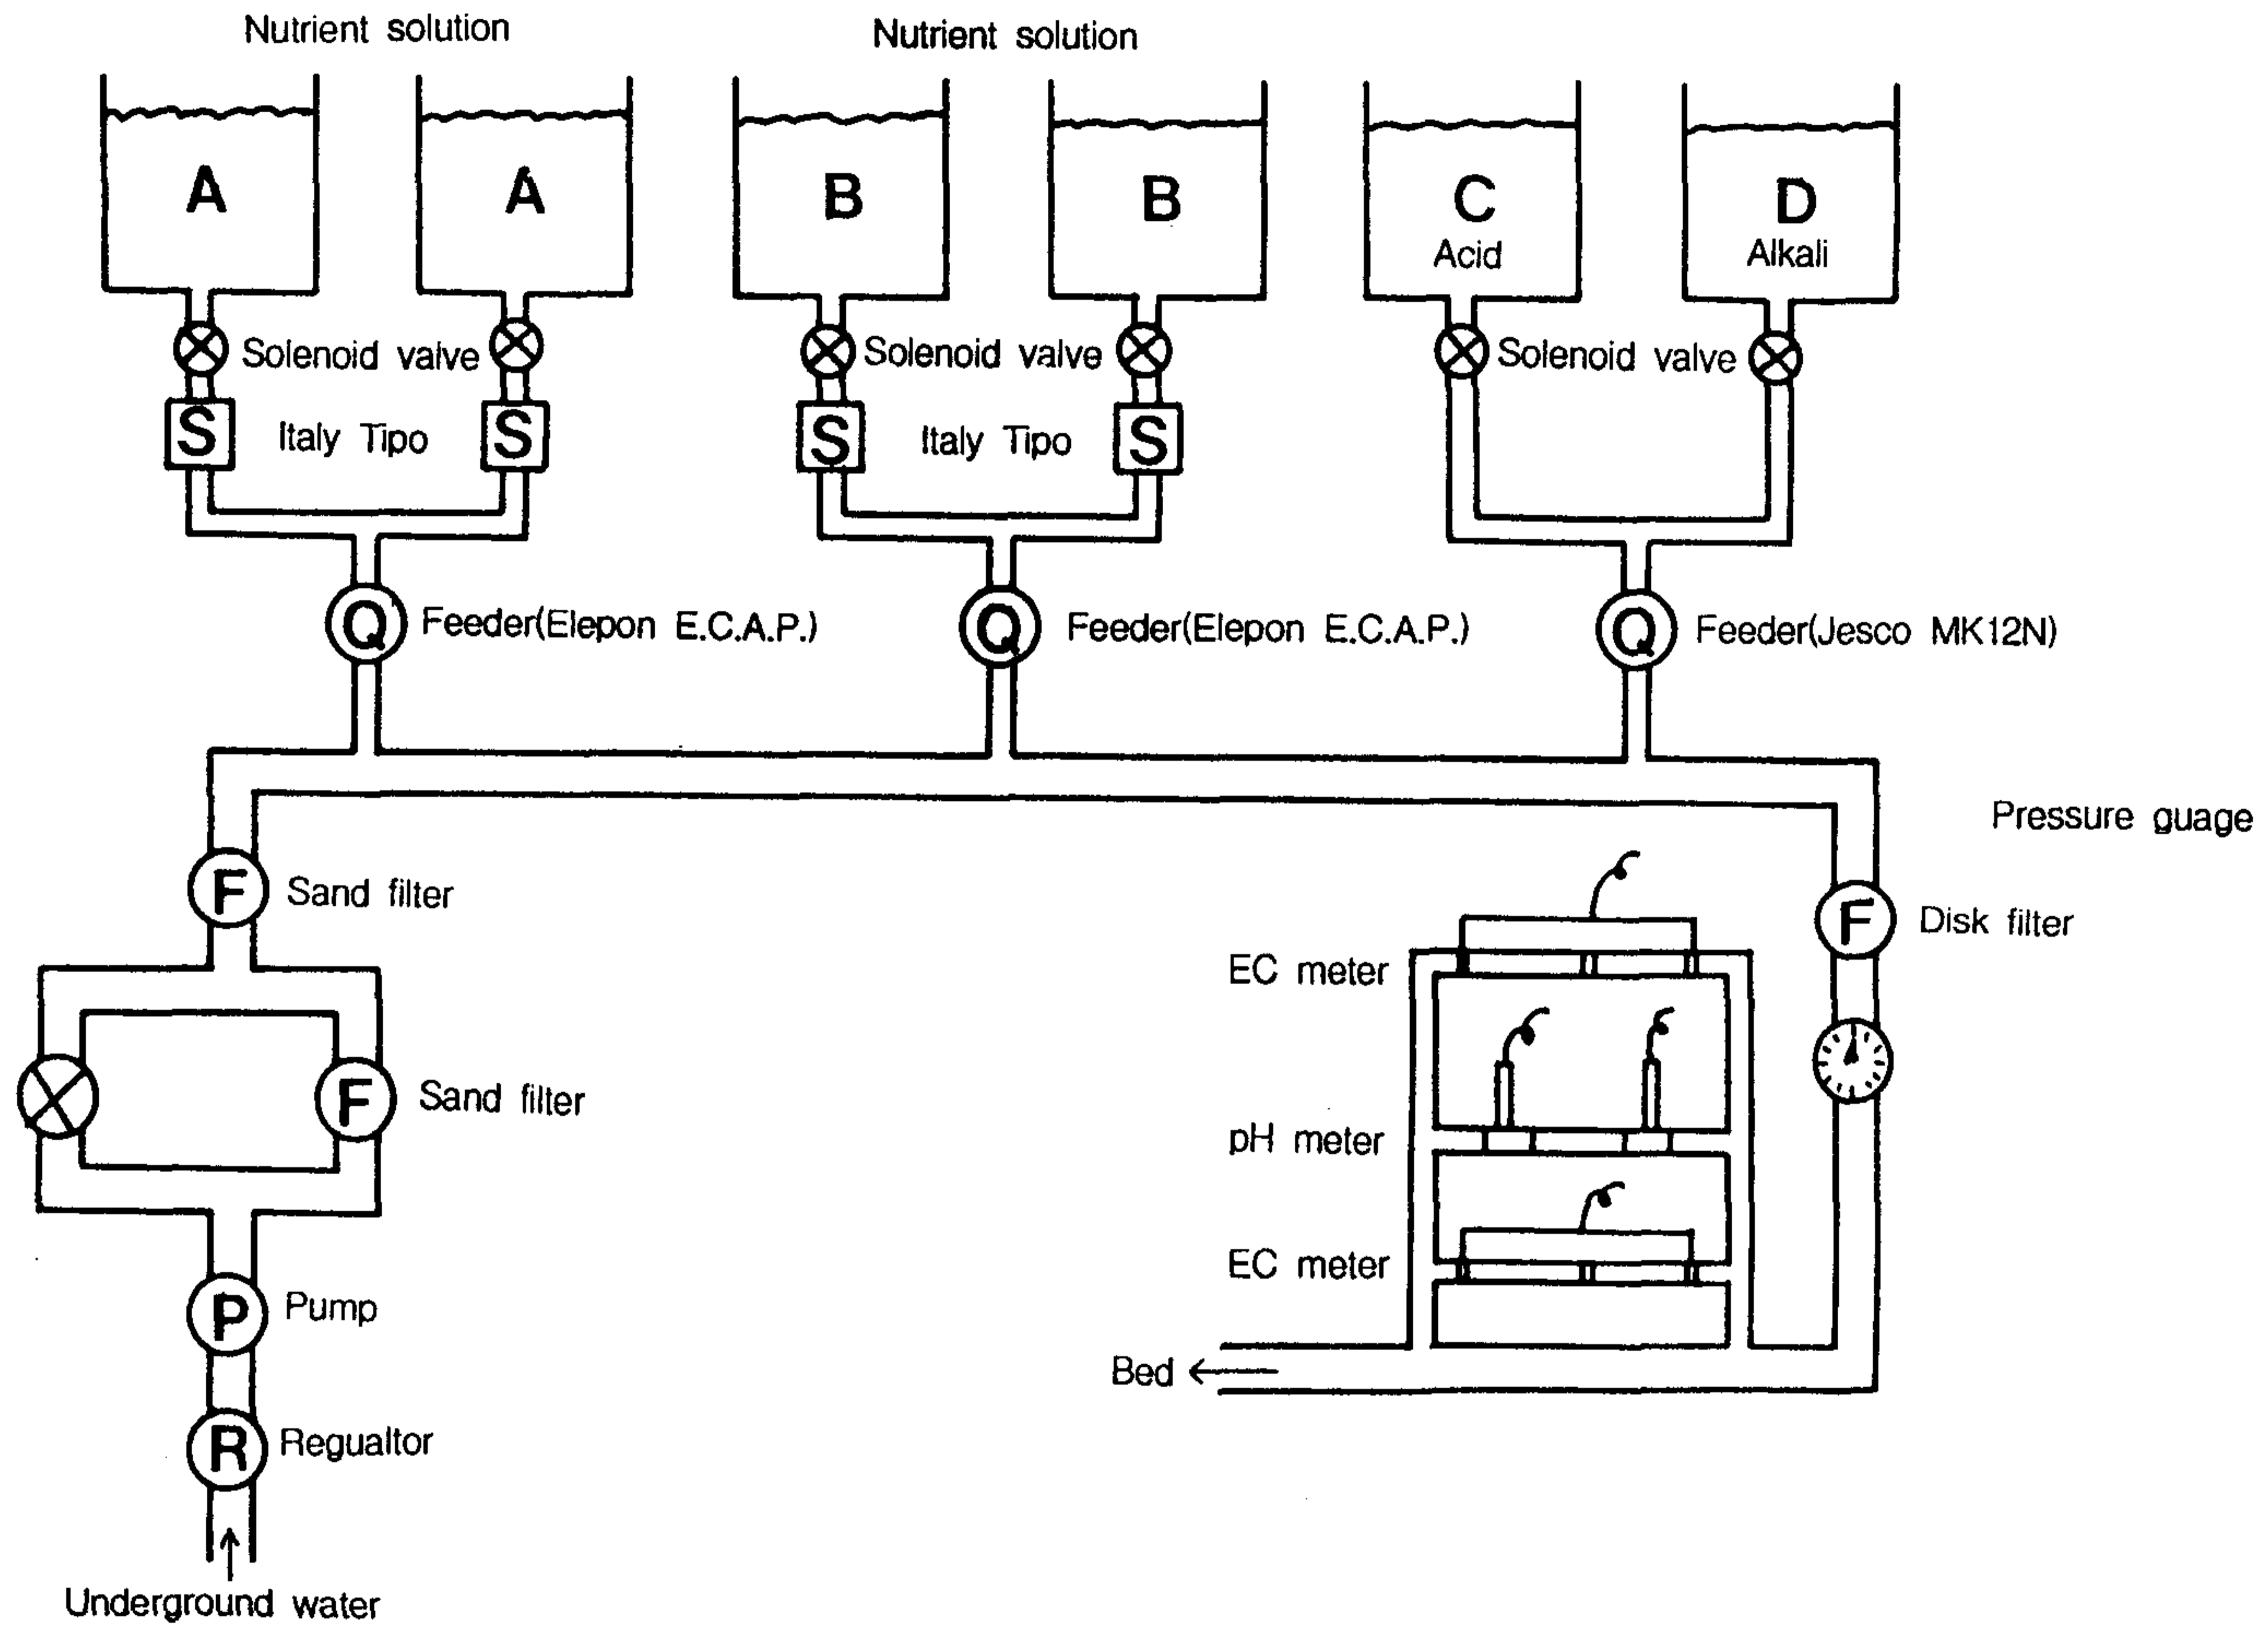 Nutrient solution
Nutrient solution
A
A
B
B
C
Acid
D
Alkali
Solenoid valve
Solenoid valve
Solenoid valve
S
Italy Tipo
S
S
Italy Tipo
S
Q
Feeder(Elepon E.C.A.P.)
Q
Feeder(Elepon E.C.A.P.)
Q
Feeder(Jesco MK12N)
Pressure guage
F
Sand filter
F
Disk filter
EC meter
F
Sand filter
pH meter
EC meter
P
Pump
Bed
R
Regualtor
Underground water